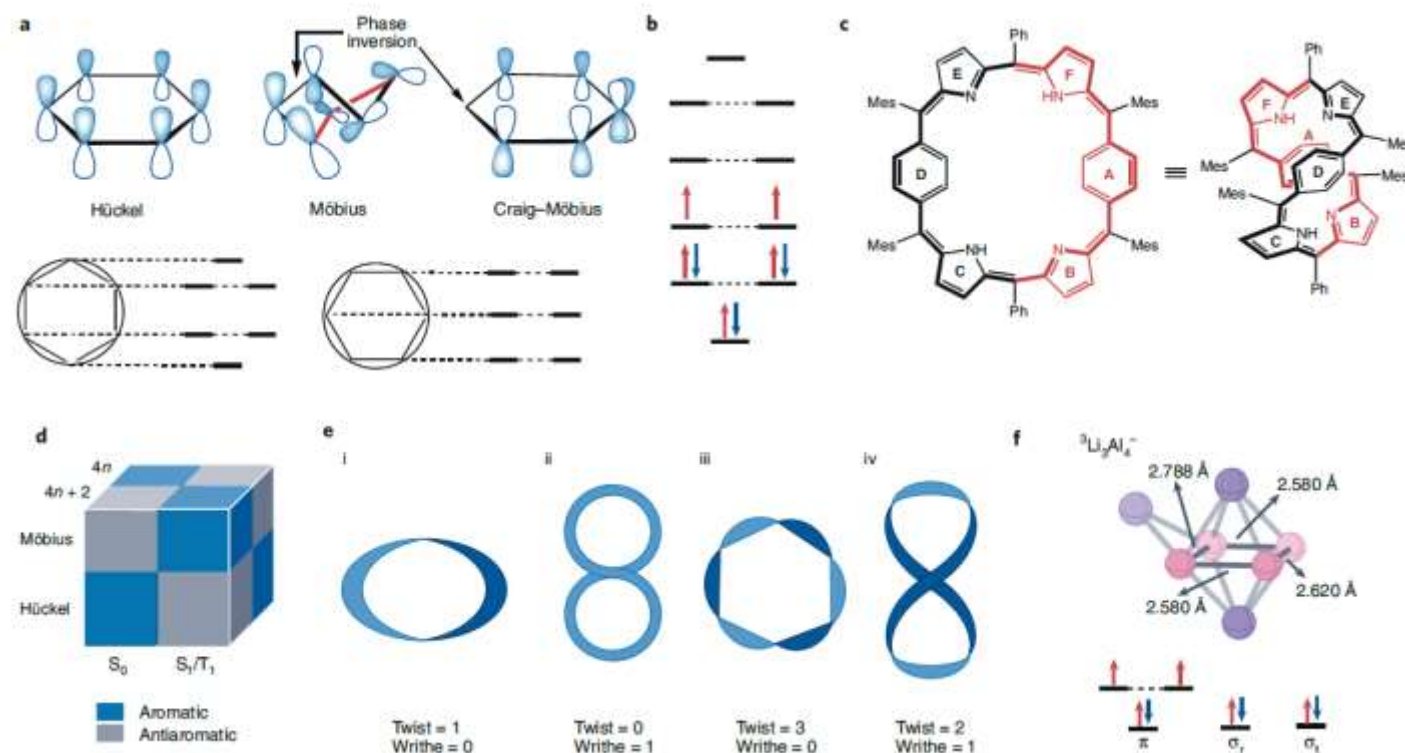 a
Phase
inversion
Hückel
Möbius
Craig–Möbius
b
c
Ph
E
F
N
HN
Mes
Mes
D
A
Mes
Mes
NH
N
C
B
Ph
≡
Ph
F
E
NH
N
A
Mes
Mes
D
Mes
Mes
N
B
NH
C
Ph
d
4n
4n + 2
Möbius
Hückel
S₀
S₁/T₁
Aromatic
Antiaromatic
e
i
ii
iii
iv
Twist = 1
Writhe = 0
Twist = 0
Writhe = 1
Twist = 3
Writhe = 0
Twist = 2
Writhe = 1
f
³Li₃Al₄⁻
2.788 Å
2.580 Å
2.580 Å
2.620 Å
π